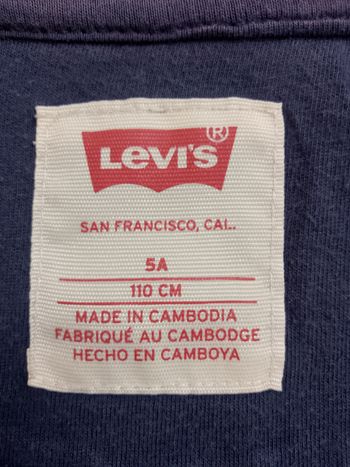 Levi's®
SAN FRANCISCO, CAL.
5A
110 CM
MADE IN CAMBODIA
FABRIQUÉ AU CAMBODGE
HECHO EN CAMBOYA